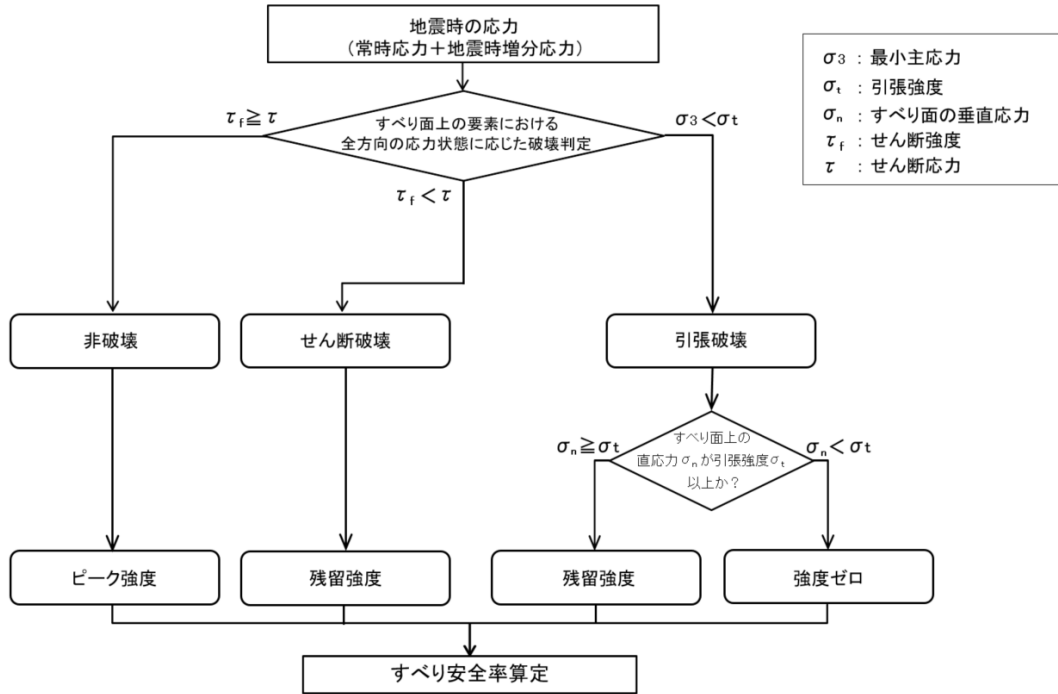 地震時の応力
(常時応力＋地震時増分応力)
σ3 : 最小主応力
σt : 引張強度
σn : すべり面の垂直応力
τf : せん断強度
τ : せん断応力
τf≧τ
すべり面上の要素における
全方向の応力状態に応じた破壊判定
σ3<σt
τf<τ
非破壊
せん断破壊
引張破壊
σn≧σt
すべり面上の
直応力σnが引張強度σt
以上か？
σn<σt
ピーク強度
残留強度
残留強度
強度ゼロ
すべり安全率算定